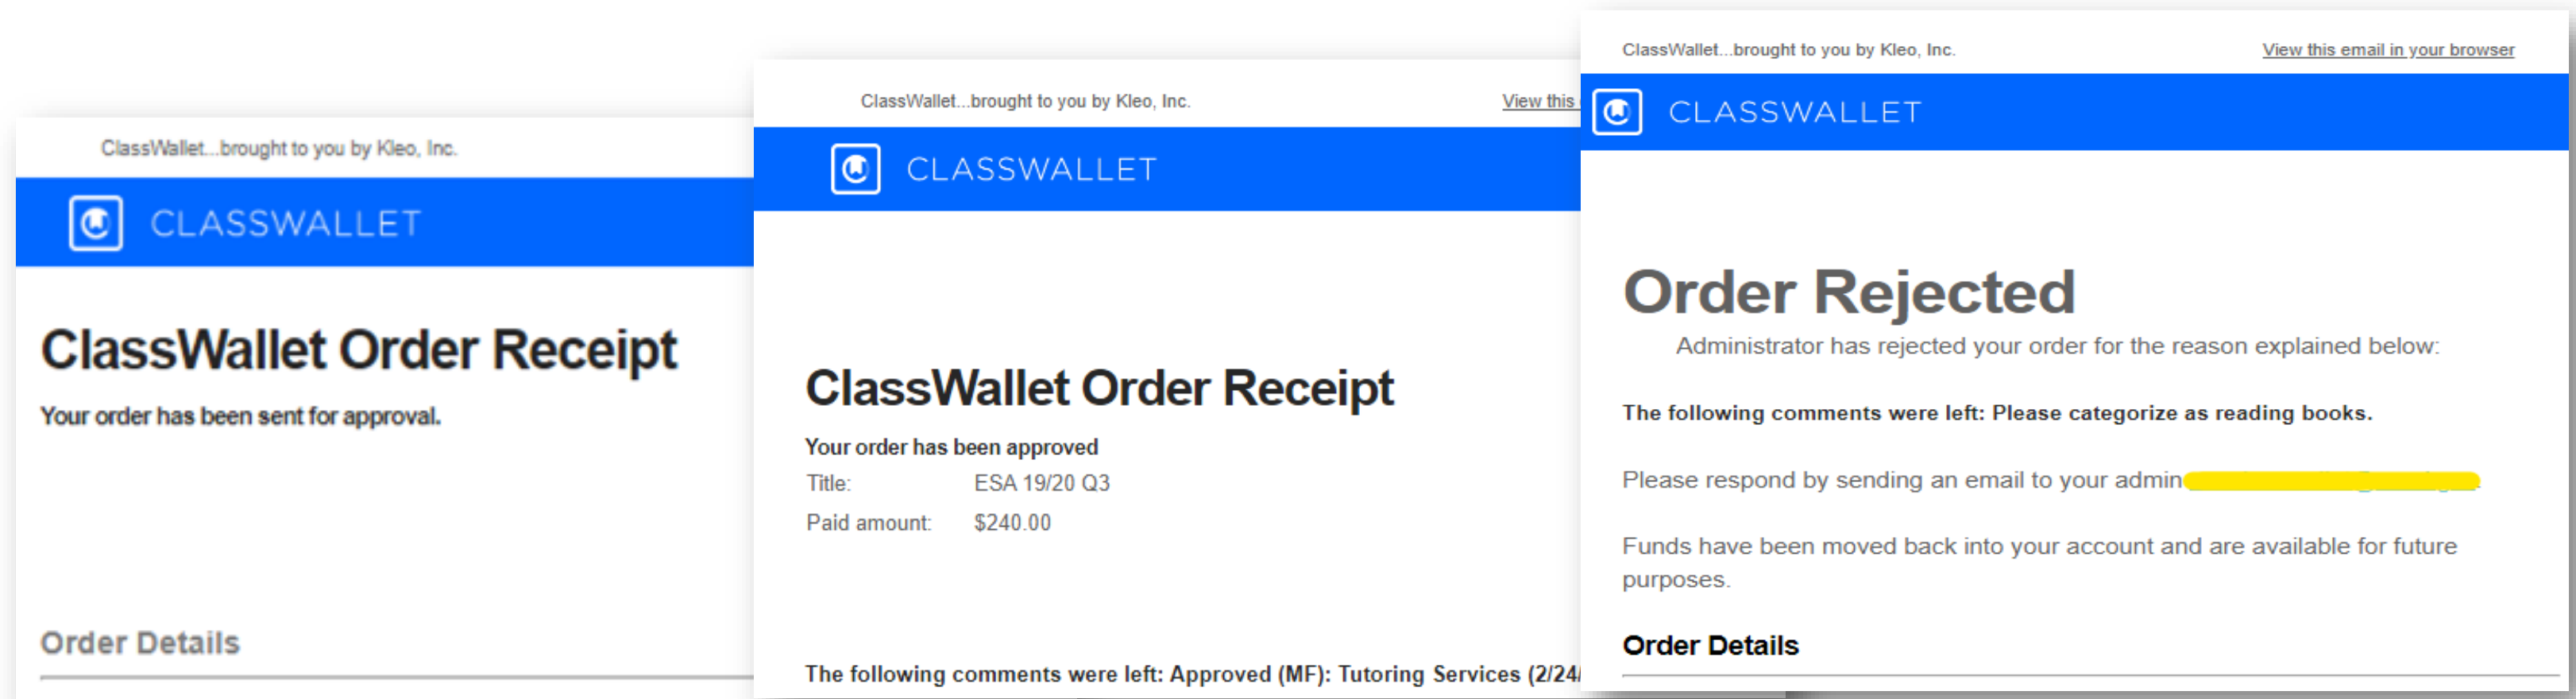 ClassWallet...brought to you by Kleo, Inc.
CLASSWALLET
ClassWallet Order Receipt
Your order has been sent for approval.
Order Details
ClassWallet...brought to you by Kleo, Inc.
View this
CLASSWALLET
ClassWallet Order Receipt
Your order has been approved
Title: ESA 19/20 Q3
Paid amount: $240.00
The following comments were left: Approved (MF): Tutoring Services (2/24/
ClassWallet...brought to you by Kleo, Inc.
View this email in your browser
CLASSWALLET
Order Rejected
Administrator has rejected your order for the reason explained below:
The following comments were left: Please categorize as reading books.
Please respond by sending an email to your admin
Funds have been moved back into your account and are available for future
purposes.
Order Details